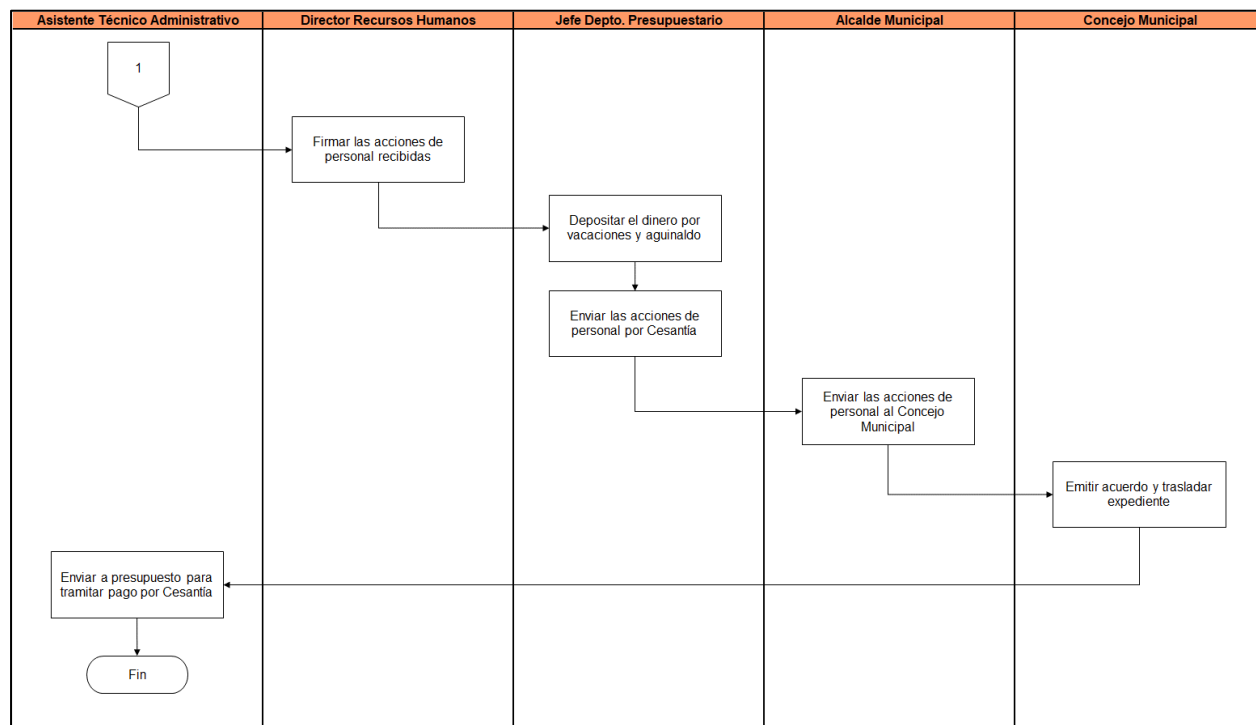 Asistente Técnico Administrativo
Director Recursos Humanos
Jefe Depto. Presupuestario
Alcalde Municipal
Concejo Municipal
1
Firmar las acciones de
personal recibidas
Depositar el dinero por
vacaciones y aguinaldo
Enviar las acciones de
personal por Cesantía
Enviar las acciones de
personal al Concejo
Municipal
Emitir acuerdo y trasladar
expediente
Enviar a presupuesto para
tramitar pago por Cesantía
Fin